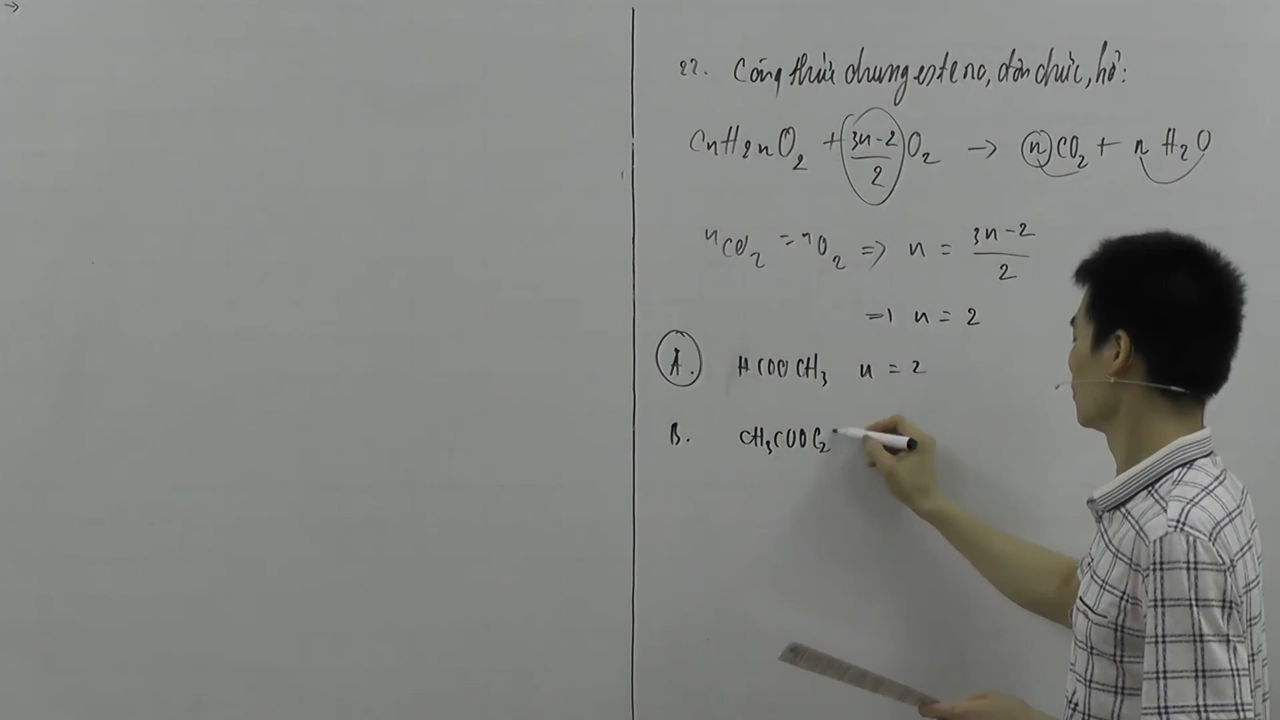 →
22. Công thức chung este no, đơn chức, hở:
CnH2nO2 + (3n-2)/2 O2 → nCO2 + n H2O
nCO2 = nO2 => n = (3n-2)/2
=> n = 2
A. HCOOCH3 n = 2
B. CH3COOC2